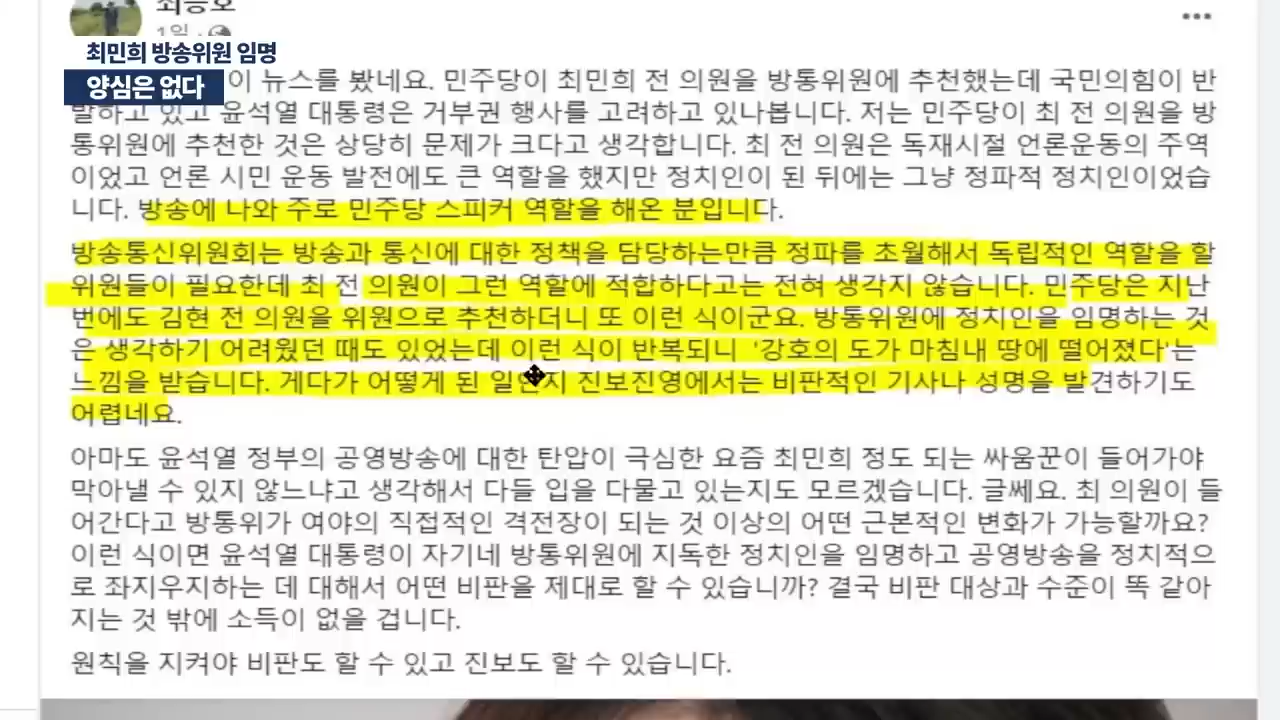 최승호
1일
최민희 방송위원 임명
양심은 없다
이 뉴스를 봤네요. 민주당이 최민희 전 의원을 방통위원에 추천했는데 국민의힘이 반
발하고 있고 윤석열 대통령은 거부권 행사를 고려하고 있나봅니다. 저는 민주당이 최 전 의원을 방
통위원에 추천한 것은 상당히 문제가 크다고 생각합니다. 최 전 의원은 독재시절 언론운동의 주역
이었고 언론 시민 운동 발전에도 큰 역할을 했지만 정치인이 된 뒤에는 그냥 정파적 정치인이었습
니다. 방송에 나와 주로 민주당 스피커 역할을 해온 분입니다.
방송통신위원회는 방송과 통신에 대한 정책을 담당하는만큼 정파를 초월해서 독립적인 역할을 할
위원들이 필요한데 최 전 의원이 그런 역할에 적합하다고는 전혀 생각지 않습니다. 민주당은 지난
번에도 김현 전 의원을 위원으로 추천하더니 또 이런 식이군요. 방통위원에 정치인을 임명하는 것
은 생각하기 어려웠던 때도 있었는데 이런 식이 반복되니 '강호의 도가 마침내 땅에 떨어졌다'는
느낌을 받습니다. 게다가 어떻게 된 일인지 진보진영에서는 비판적인 기사나 성명을 발견하기도
어렵네요.
아마도 윤석열 정부의 공영방송에 대한 탄압이 극심한 요즘 최민희 정도 되는 싸움꾼이 들어가야
막아낼 수 있지 않느냐고 생각해서 다들 입을 다물고 있는지도 모르겠습니다. 글쎄요. 최 의원이 들
어간다고 방통위가 여야의 직접적인 격전장이 되는 것 이상의 어떤 근본적인 변화가 가능할까요?
이런 식이면 윤석열 대통령이 자기네 방통위원에 지독한 정치인을 임명하고 공영방송을 정치적으
로 좌지우지하는 데 대해서 어떤 비판을 제대로 할 수 있습니까? 결국 비판 대상과 수준이 똑 같아
지는 것 밖에 소득이 없을 겁니다.
원칙을 지켜야 비판도 할 수 있고 진보도 할 수 있습니다.